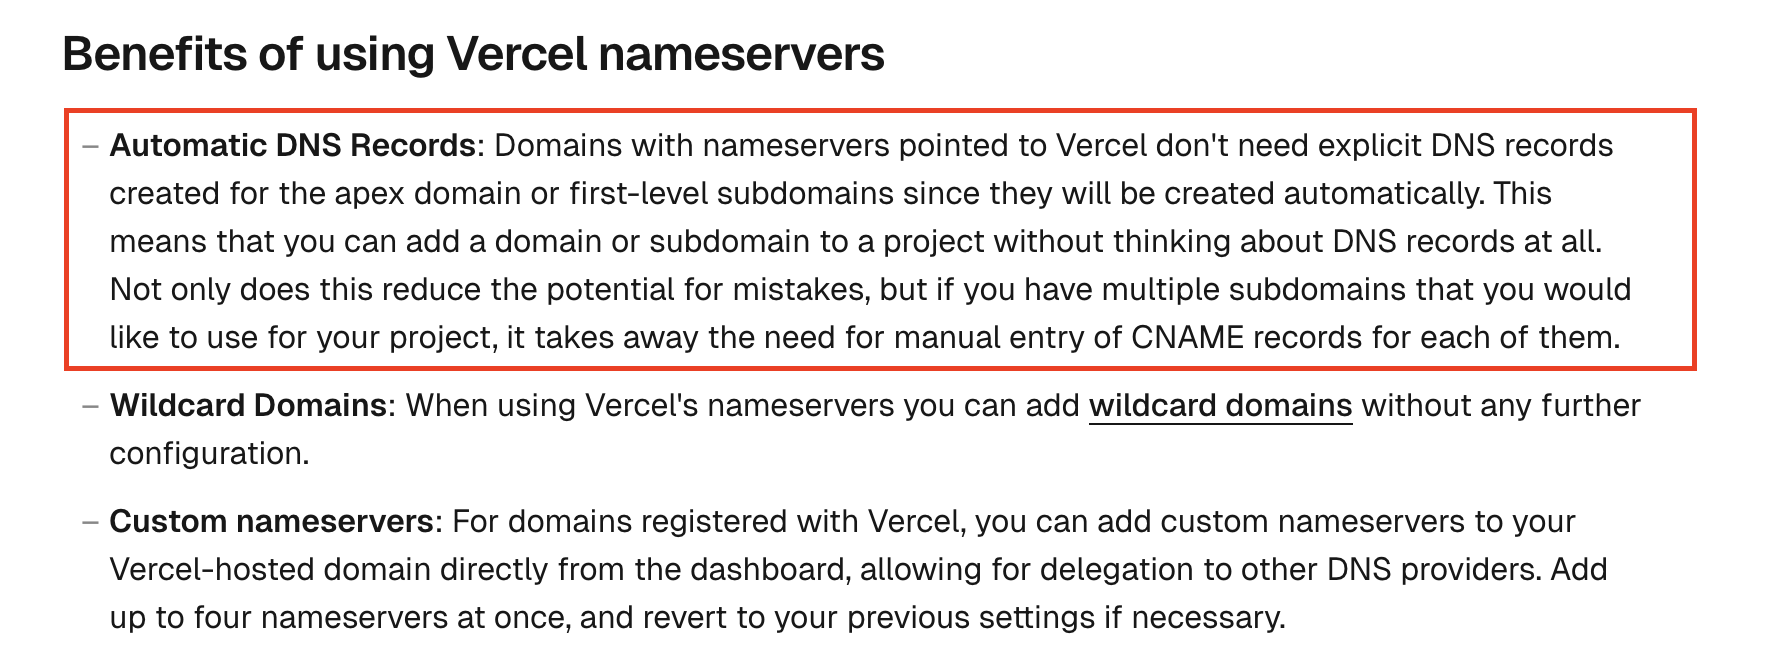 Benefits of using Vercel nameservers
– Automatic DNS Records: Domains with nameservers pointed to Vercel don't need explicit DNS records
created for the apex domain or first-level subdomains since they will be created automatically. This
means that you can add a domain or subdomain to a project without thinking about DNS records at all.
Not only does this reduce the potential for mistakes, but if you have multiple subdomains that you would
like to use for your project, it takes away the need for manual entry of CNAME records for each of them.
– Wildcard Domains: When using Vercel's nameservers you can add wildcard domains without any further
configuration.
– Custom nameservers: For domains registered with Vercel, you can add custom nameservers to your
Vercel-hosted domain directly from the dashboard, allowing for delegation to other DNS providers. Add
up to four nameservers at once, and revert to your previous settings if necessary.